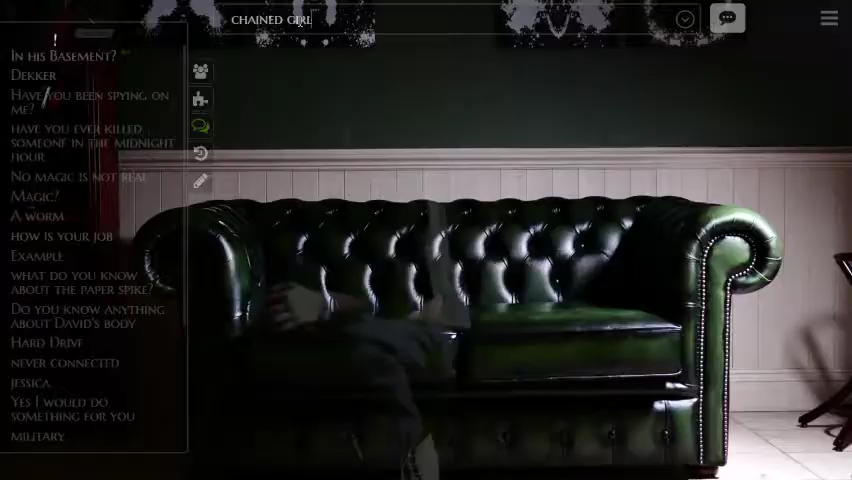 CHAINED GIRL
IN HIS BASEMENT?
DEKKER
HAVE YOU BEEN SPYING ON
ME?
HAVE YOU EVER KILLED
SOMEONE IN THE MIDNIGHT
HOUR
NO MAGIC IS NOT REAL
MAGIC?
A WORM
HOW IS YOUR JOB
EXAMPLE
WHAT DO YOU KNOW
ABOUT THE PAPER SPIKE?
DO YOU KNOW ANYTHING
ABOUT DAVID'S BODY
HARD DRIVE
NEVER CONNECTED
JESSICA
YES I WOULD DO
SOMETHING FOR YOU
MILITARY